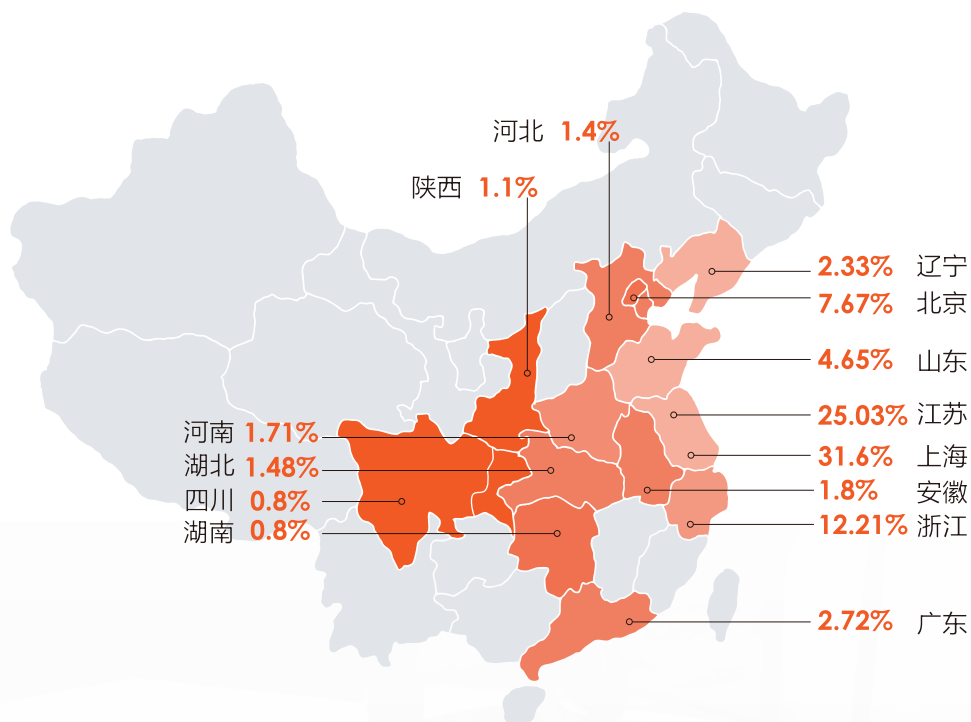 河北 1.4%
陕西 1.1%
2.33% 辽宁
7.67% 北京
4.65% 山东
25.03% 江苏
河南 1.71%
31.6% 上海
湖北 1.48%
1.8% 安徽
四川 0.8%
12.21% 浙江
湖南 0.8%
2.72% 广东